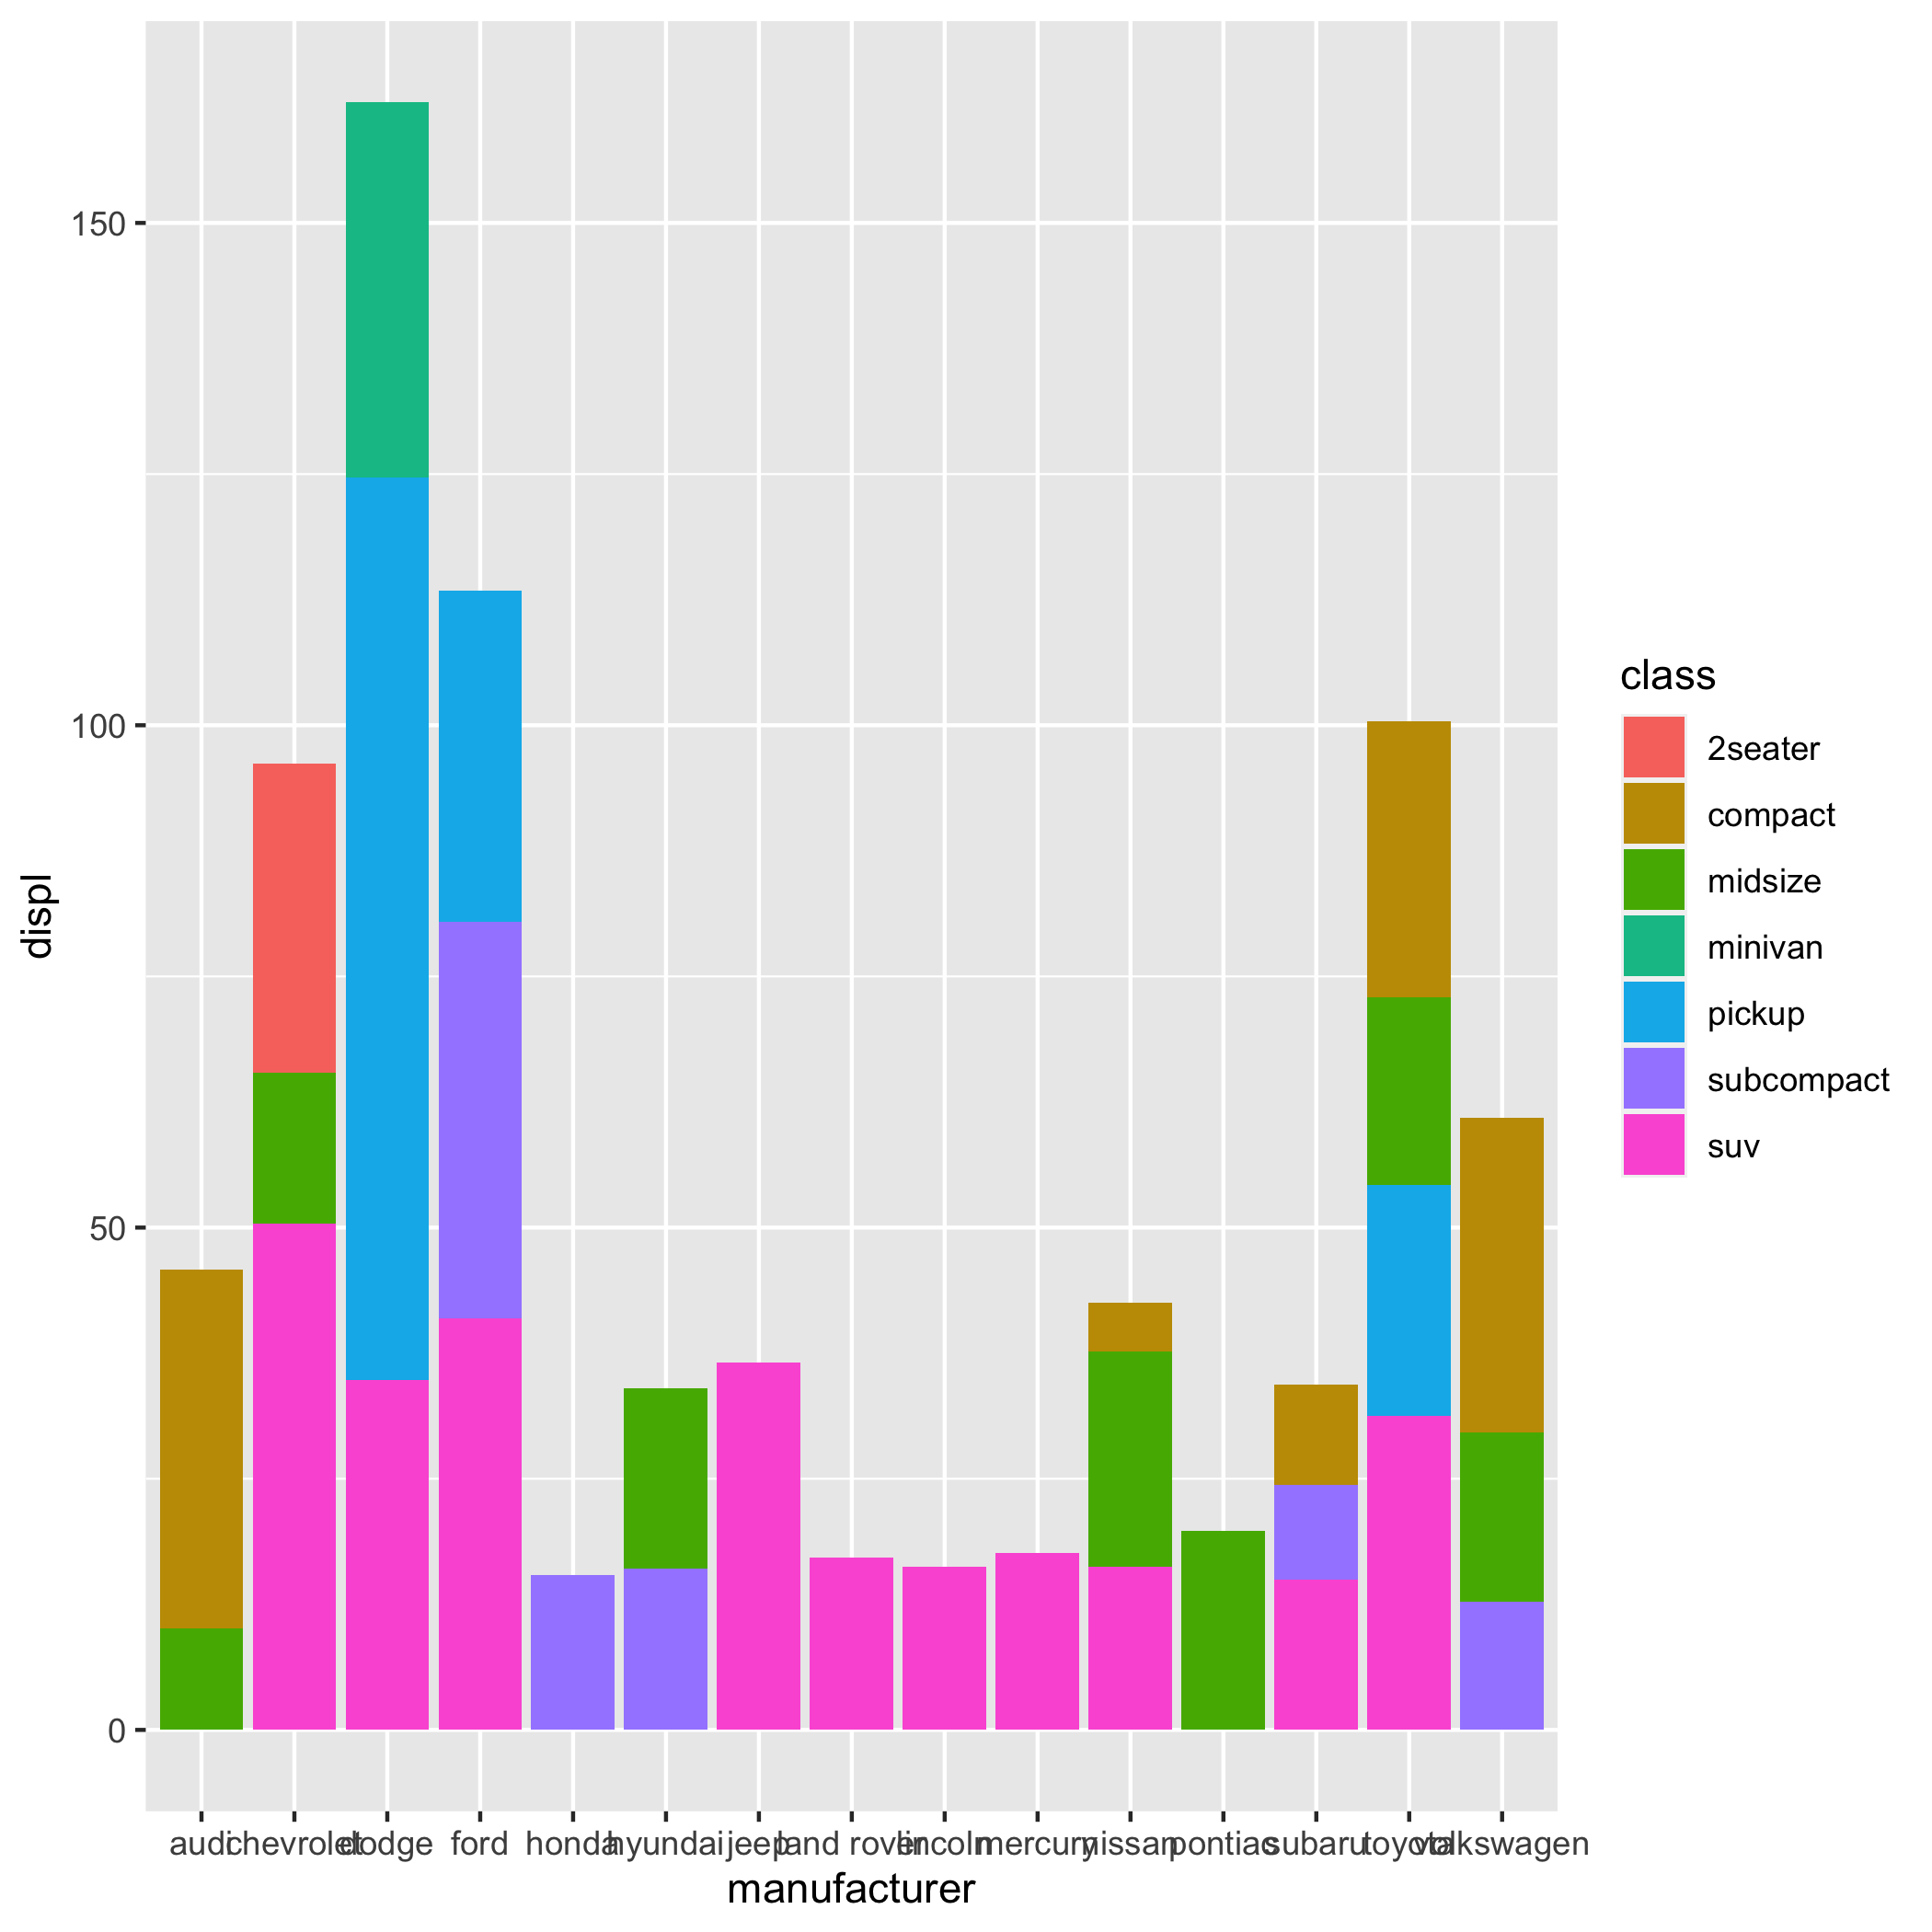 150
100
50
0
displ
audi chevrolet dodge ford honda hyundai jeep land rover lincoln mercury nissan pontiac subaru toyota volkswagen
manufacturer
class
2seater
compact
midsize
minivan
pickup
subcompact
suv